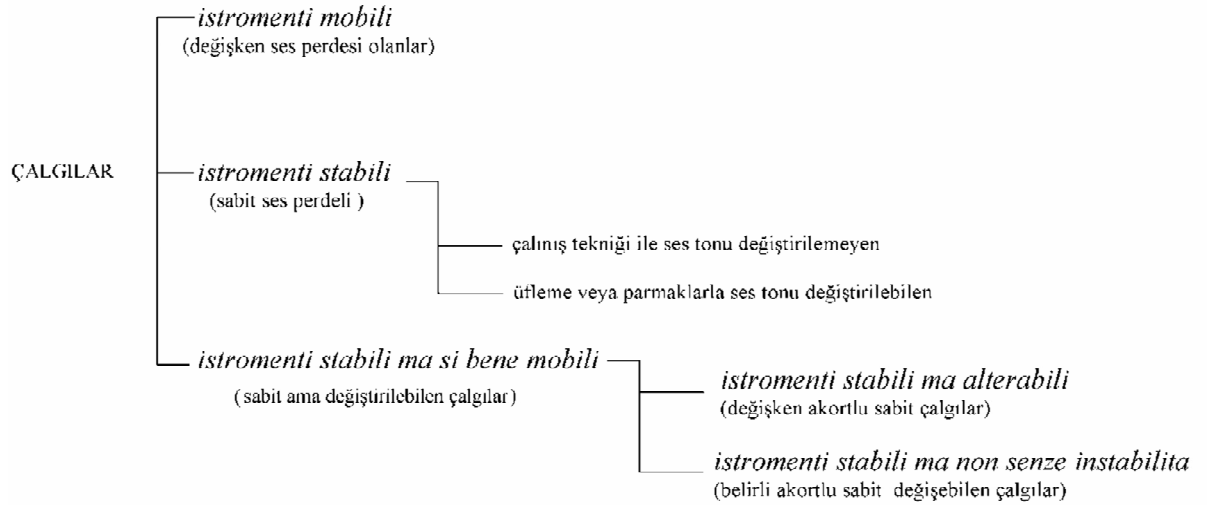 istromenti mobili
(değişken ses perdesi olanlar)
ÇALGILAR
istromenti stabili
(sabit ses perdeli )
çalınış tekniği ile ses tonu değiştirilemeyen
üfleme veya parmaklarla ses tonu değiştirilebilen
istromenti stabili ma si bene mobili
( sabit ama değiştirilebilen çalgılar)
istromenti stabili ma alterabili
(değişken akortlu sabit çalgılar)
istromenti stabili ma non senze instabilita
(belirli akortlu sabit değişebilen çalgılar)